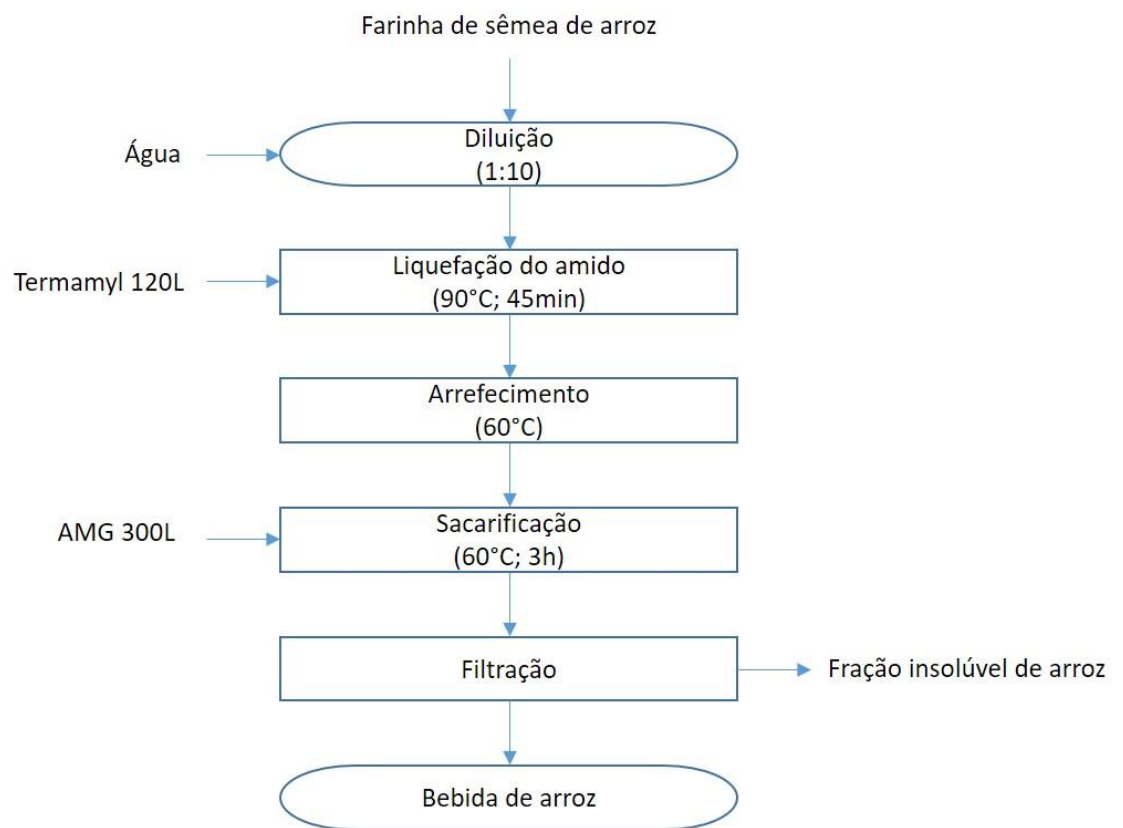 Farinha de sêmea de arroz
Água
Diluição
(1:10)
Termamyl 120L
Liquefação do amido
(90°C; 45min)
Arrefecimento
(60°C)
AMG 300L
Sacarificação
(60°C; 3h)
Filtração
Fração insolúvel de arroz
Bebida de arroz